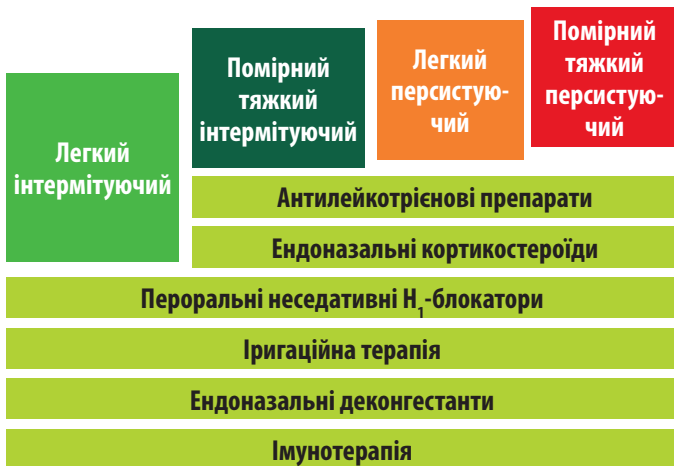 Легкий
інтермітуючий
Помірний
тяжкий
інтермітуючий
Легкий
персистую-
чий
Помірний
тяжкий
персистую-
чий
Антилейкотрієнові препарати
Ендоназальні кортикостероїди
Пероральні неседативні H₁-блокатори
Іригаційна терапія
Ендоназальні деконгестанти
Імунотерапія